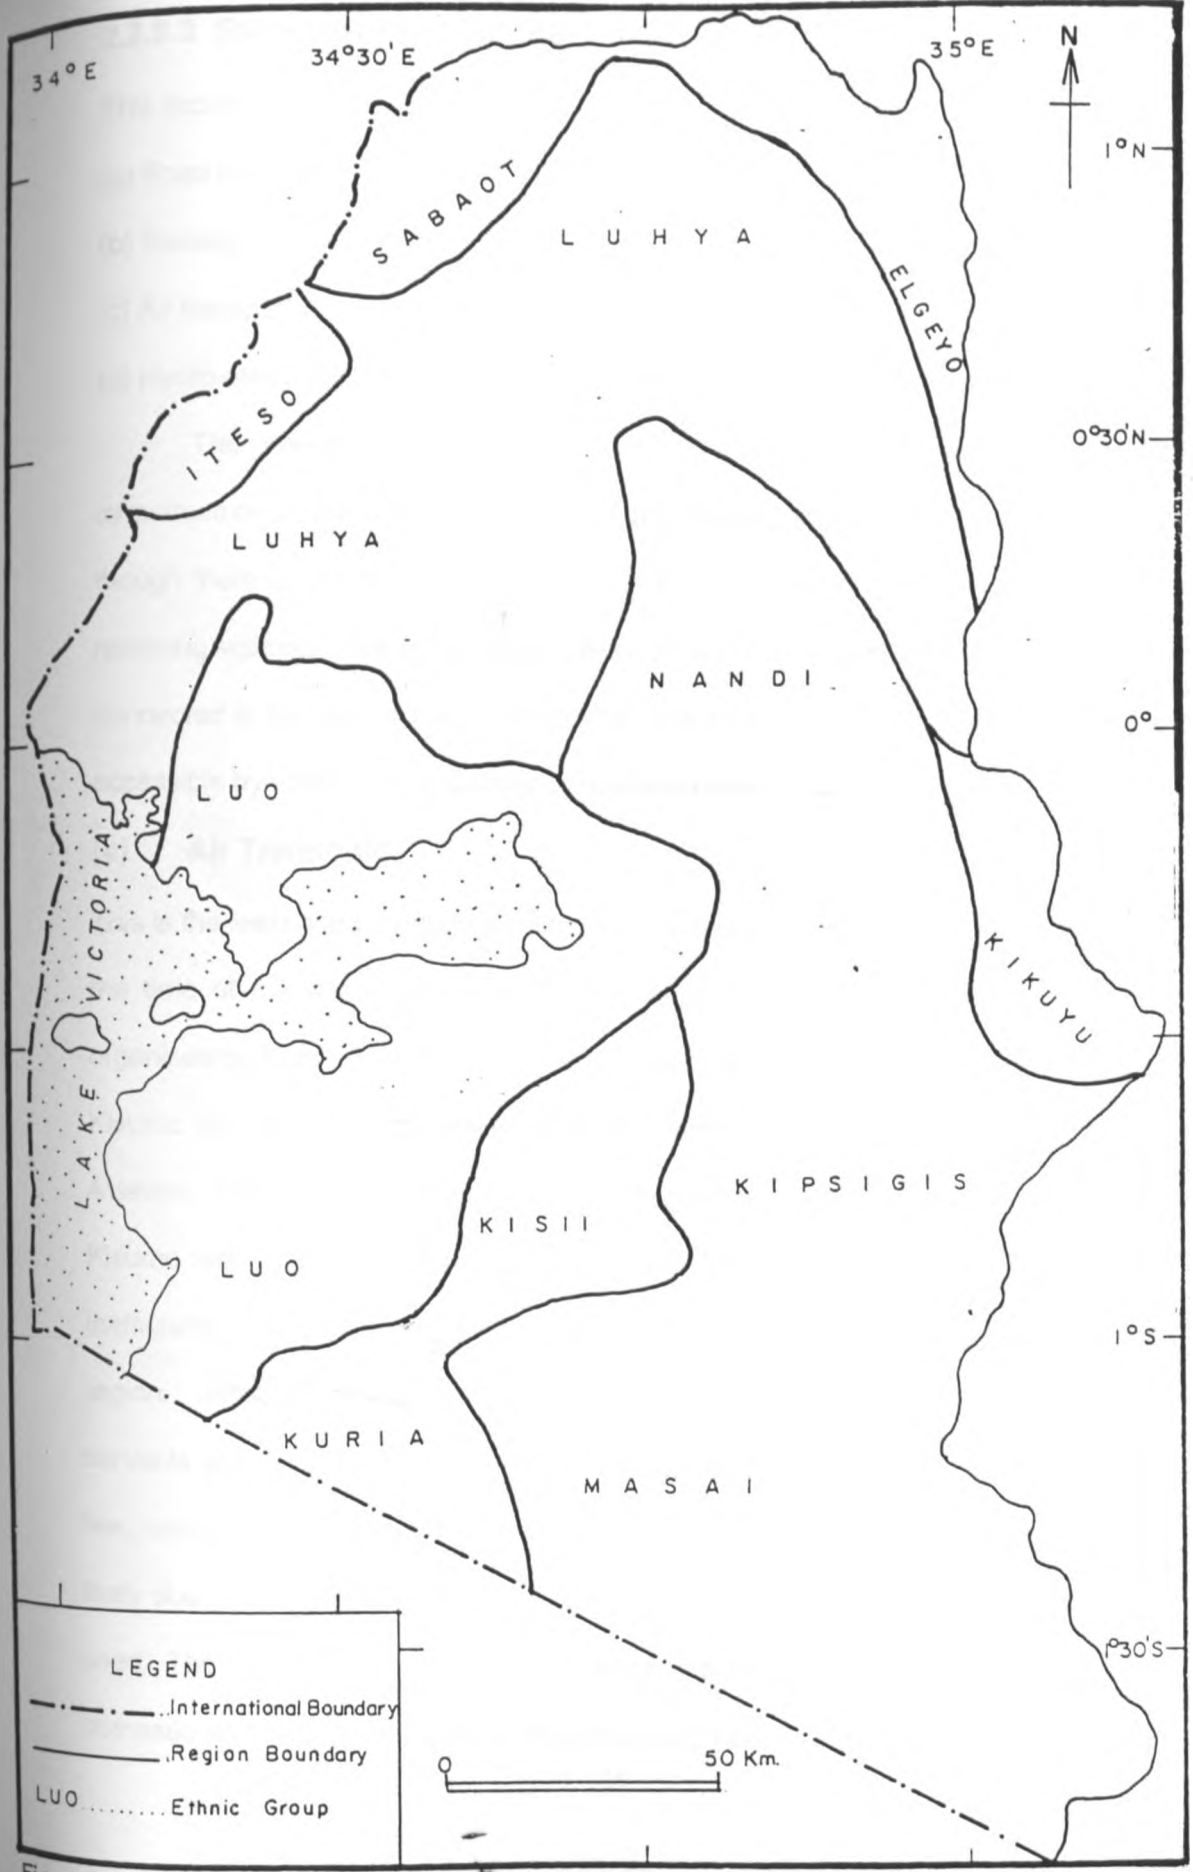 34°E
34°30'E
35°E
N
1°N
SABAOT
LUHYA
ELGEYO
0°30'N
ITESO
LUHYA
NANDI
0°
LUO
LAKE VICTORIA
KIKUYU
KIPSIGIS
KISII
LUO
1°S
KURIA
MASAI
1°30'S
LEGEND
International Boundary
Region Boundary
LUO.......... Ethnic Group
0 50 Km.